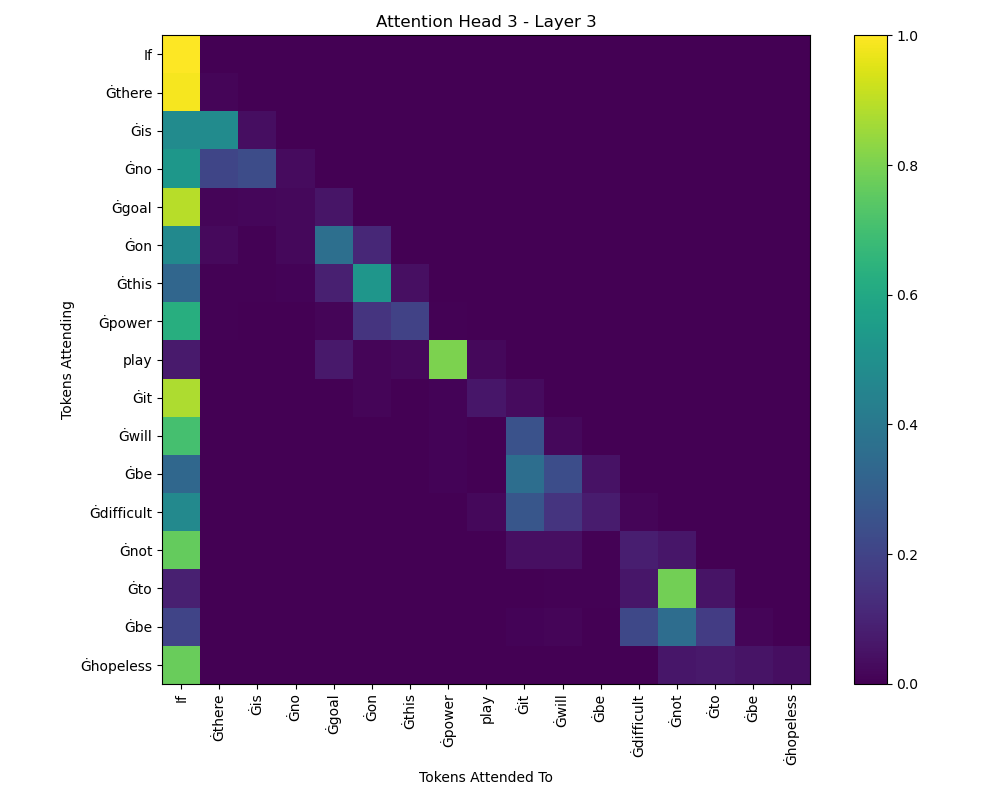 Attention Head 3 - Layer 3
Tokens Attending
If
Ġthere
Ġis
Ġno
Ġgoal
Ġon
Ġthis
Ġpower
play
Ġit
Ġwill
Ġbe
Ġdifficult
Ġnot
Ġto
Ġbe
Ġhopeless
If
Ġthere
Ġis
Ġno
Ġgoal
Ġon
Ġthis
Ġpower
play
Ġit
Ġwill
Ġbe
Ġdifficult
Ġnot
Ġto
Ġbe
Ġhopeless
Tokens Attended To
1.0
0.8
0.6
0.4
0.2
0.0